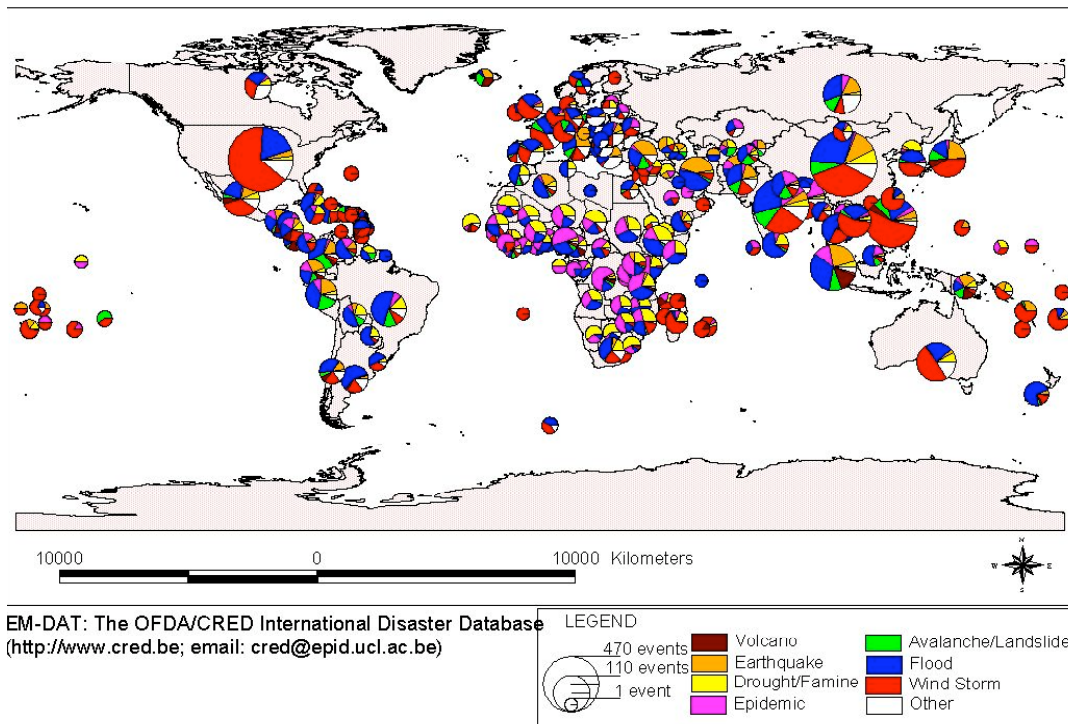 10000 0 10000 Kilometers
N
W E
S
EM-DAT: The OFDA/CRED International Disaster Database
(http://www.cred.be; email: cred@epid.ucl.ac.be)
LEGEND
470 events
110 events
1 event
Volcano
Earthquake
Drought/Famine
Epidemic
Avalanche/Landslide
Flood
Wind Storm
Other